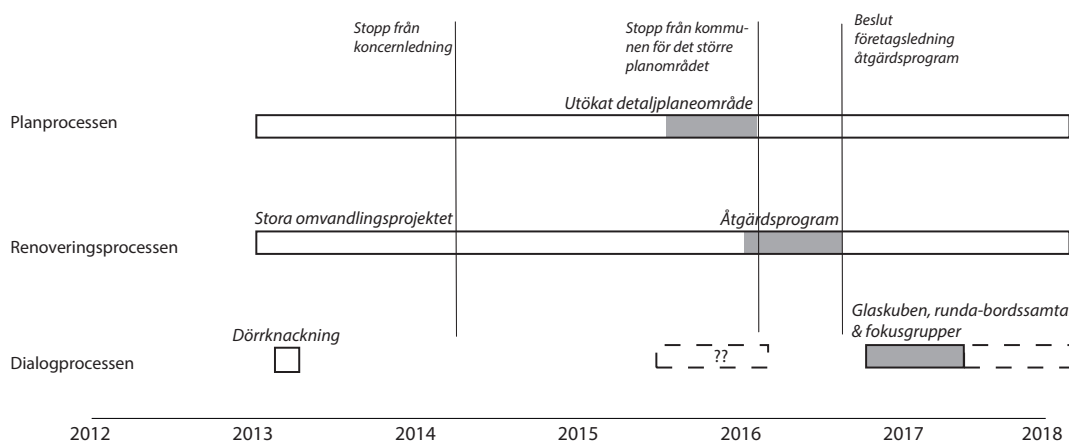 Stopp från
koncernledning
Stopp från kommu-
nen för det större
planområdet
Beslut
företagsledning
åtgärdsprogram
Utökat detaljplaneområde
Planprocessen
Stora omvandlingsprojektet
Åtgärdsprogram
Renoveringsprocessen
Glaskuben, runda-bordssamta
& fokusgrupper
Dörrknackning
??
Dialogprocessen
2012 2013 2014 2015 2016 2017 2018